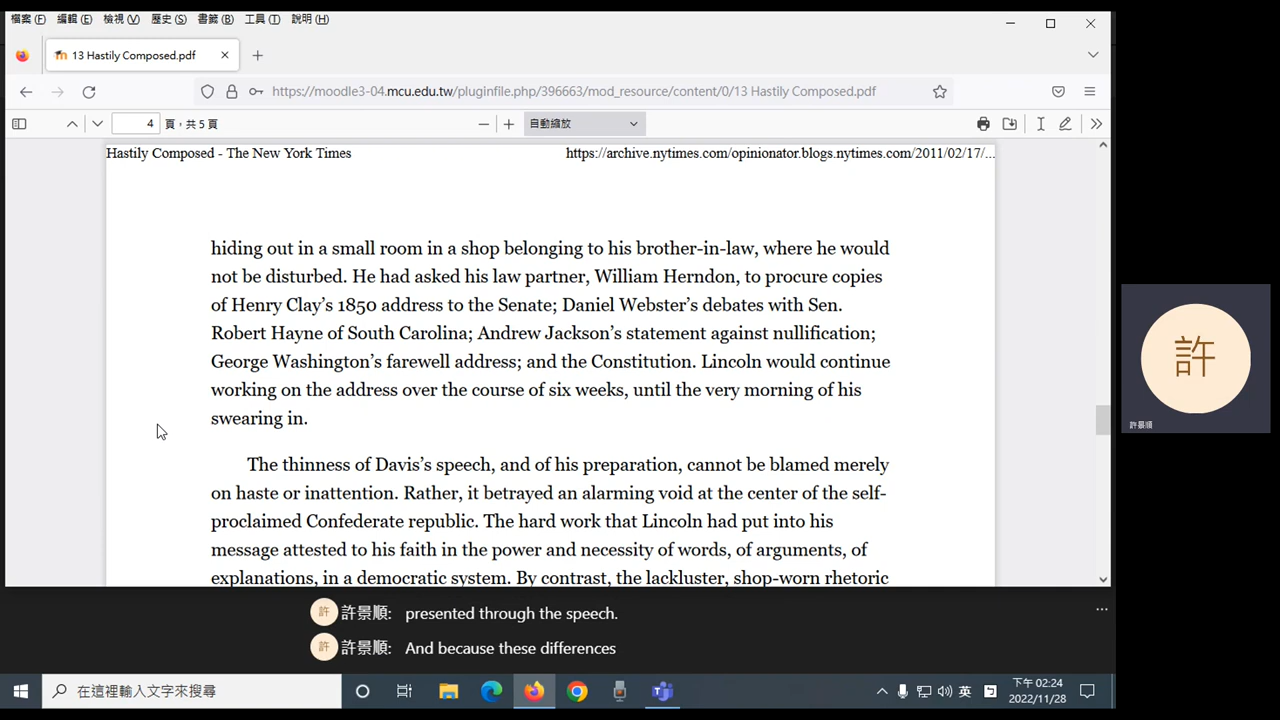 檔案 (F) 編輯 (E) 檢視 (V) 歷史 (S) 書籤 (B) 工具 (T) 說明 (H)
13 Hastily Composed.pdf
https://moodle3-04.mcu.edu.tw/pluginfile.php/396663/mod_resource/content/0/13 Hastily Composed.pdf
4 頁，共 5 頁
自動縮放
Hastily Composed - The New York Times https://archive.nytimes.com/opinionator.blogs.nytimes.com/2011/02/17/...
hiding out in a small room in a shop belonging to his brother-in-law, where he would
not be disturbed. He had asked his law partner, William Herndon, to procure copies
of Henry Clay’s 1850 address to the Senate; Daniel Webster’s debates with Sen.
Robert Hayne of South Carolina; Andrew Jackson’s statement against nullification;
George Washington’s farewell address; and the Constitution. Lincoln would continue
working on the address over the course of six weeks, until the very morning of his
swearing in.
The thinness of Davis’s speech, and of his preparation, cannot be blamed merely
on haste or inattention. Rather, it betrayed an alarming void at the center of the self-
proclaimed Confederate republic. The hard work that Lincoln had put into his
message attested to his faith in the power and necessity of words, of arguments, of
explanations, in a democratic system. By contrast, the lackluster, shop-worn rhetoric
許
許景順
許 許景順: presented through the speech.
許 許景順: And because these differences
在這裡輸入文字來搜尋
英
下午 02:24
2022/11/28